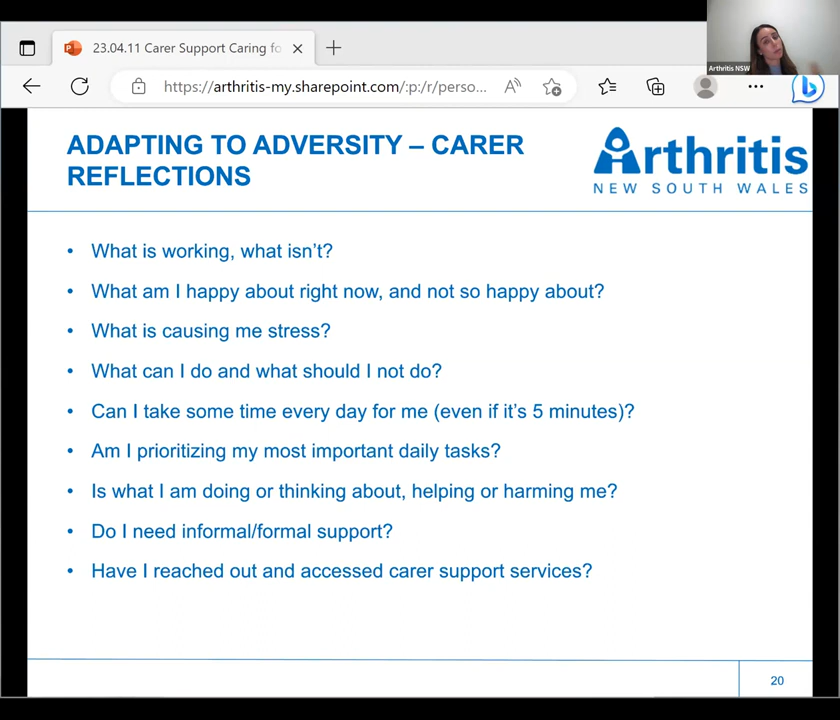 23.04.11 Carer Support Caring fo
Arthritis NSW
https://arthritis-my.sharepoint.com/:p:/r/perso...
ADAPTING TO ADVERSITY – CARER
REFLECTIONS
Arthritis
NEW SOUTH WALES
• What is working, what isn't?
• What am I happy about right now, and not so happy about?
• What is causing me stress?
• What can I do and what should I not do?
• Can I take some time every day for me (even if it's 5 minutes)?
• Am I prioritizing my most important daily tasks?
• Is what I am doing or thinking about, helping or harming me?
• Do I need informal/formal support?
• Have I reached out and accessed carer support services?
20